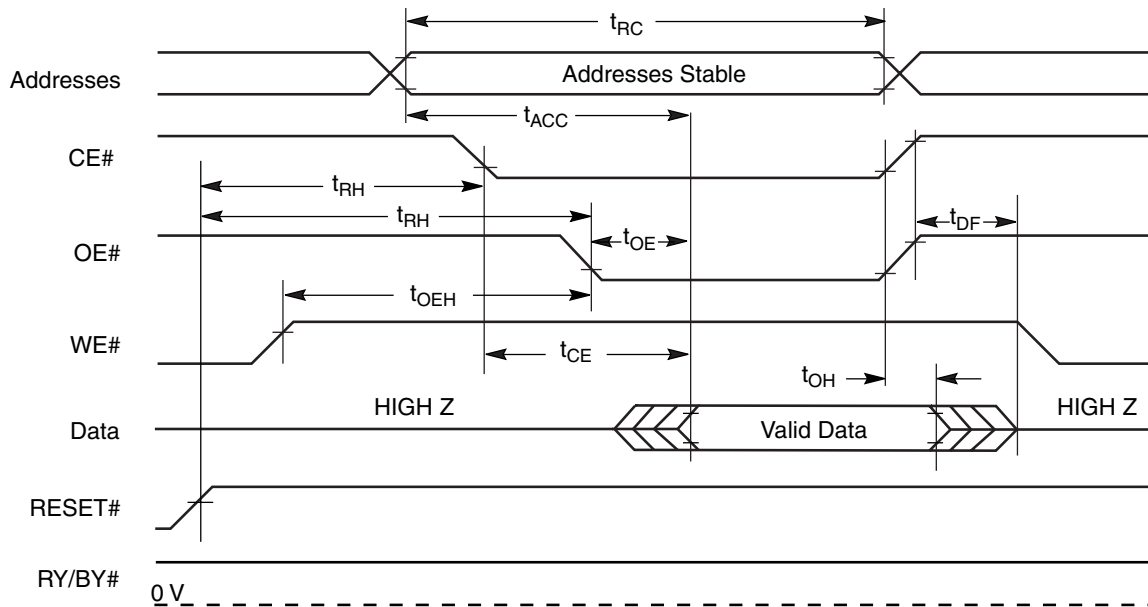 tRC
Addresses
Addresses Stable
tACC
CE#
tRH
tRH
tDF
OE#
tOE
tOEH
WE#
tCE
tOH
HIGH Z
HIGH Z
Data
Valid Data
RESET#
RY/BY#
0 V